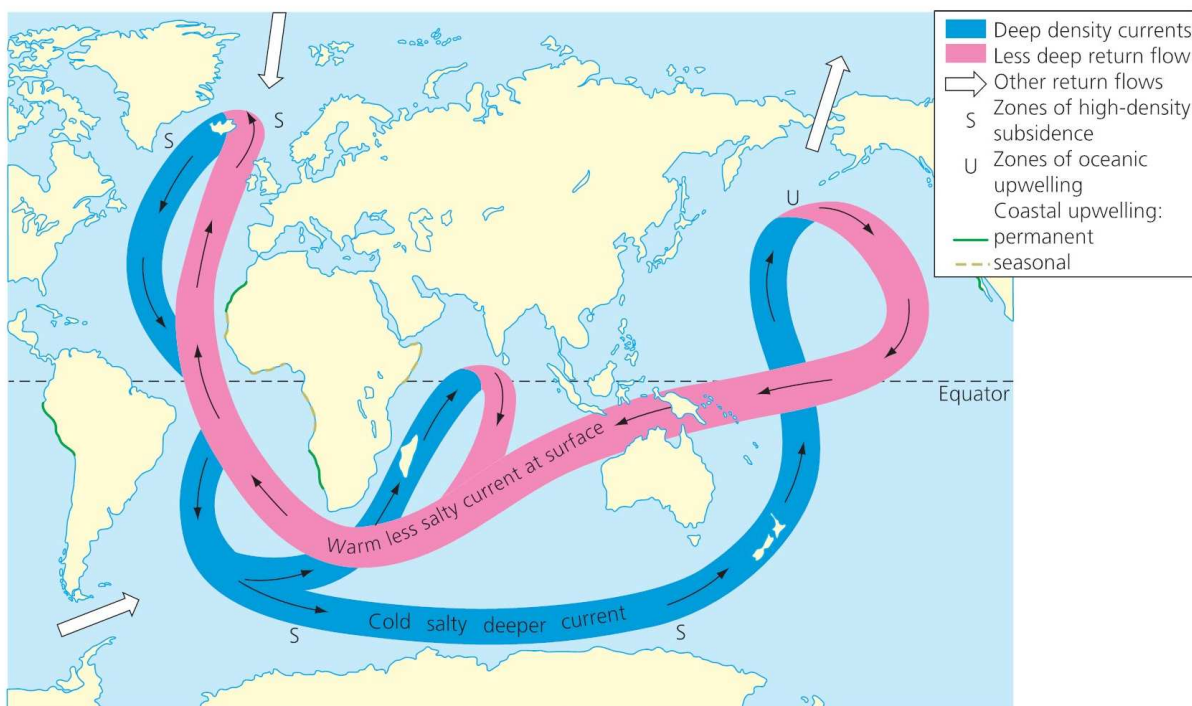 Deep density currents
Less deep return flow
Other return flows
S
Zones of high-density
subsidence
U
Zones of oceanic
upwelling
Coastal upwelling:
permanent
seasonal
S
S
U
Equator
Warm less salty current at surface
Cold salty deeper current
S
S